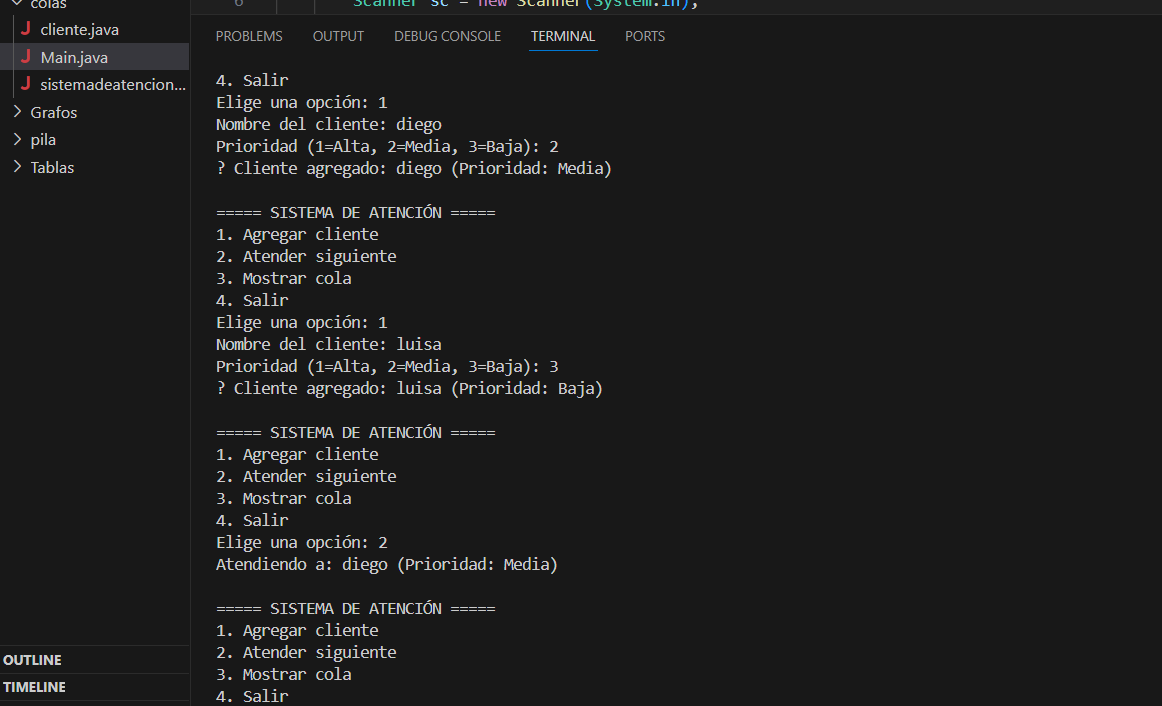 colas
cliente.java
Main.java
sistemadeatencion...
Grafos
pila
Tablas
OUTLINE
TIMELINE
6 Scanner sc = new Scanner(System.in);
PROBLEMS OUTPUT DEBUG CONSOLE TERMINAL PORTS
4. Salir
Elige una opción: 1
Nombre del cliente: diego
Prioridad (1=Alta, 2=Media, 3=Baja): 2
? Cliente agregado: diego (Prioridad: Media)
===== SISTEMA DE ATENCIÓN =====
1. Agregar cliente
2. Atender siguiente
3. Mostrar cola
4. Salir
Elige una opción: 1
Nombre del cliente: luisa
Prioridad (1=Alta, 2=Media, 3=Baja): 3
? Cliente agregado: luisa (Prioridad: Baja)
===== SISTEMA DE ATENCIÓN =====
1. Agregar cliente
2. Atender siguiente
3. Mostrar cola
4. Salir
Elige una opción: 2
Atendiendo a: diego (Prioridad: Media)
===== SISTEMA DE ATENCIÓN =====
1. Agregar cliente
2. Atender siguiente
3. Mostrar cola
4. Salir